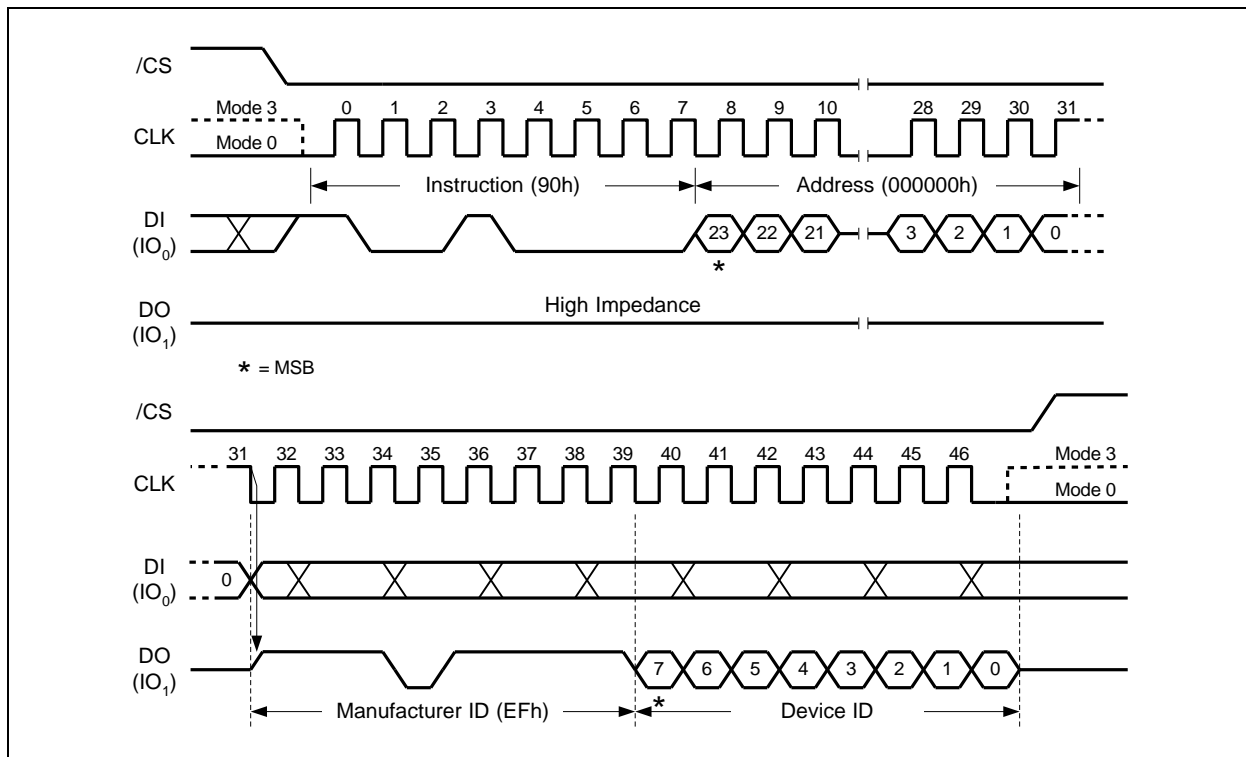 /CS
Mode 3
0 1 2 3 4 5 6 7 8 9 10 28 29 30 31
CLK
Mode 0
Instruction (90h) Address (000000h)
DI
(IO0)
23 22 21 3 2 1 0
*
High Impedance
DO
(IO1)
* = MSB
/CS
31 32 33 34 35 36 37 38 39 40 41 42 43 44 45 46 Mode 3
CLK
Mode 0
DI
(IO0)
0
DO
(IO1)
7 6 5 4 3 2 1 0
*
Manufacturer ID (EFh) Device ID